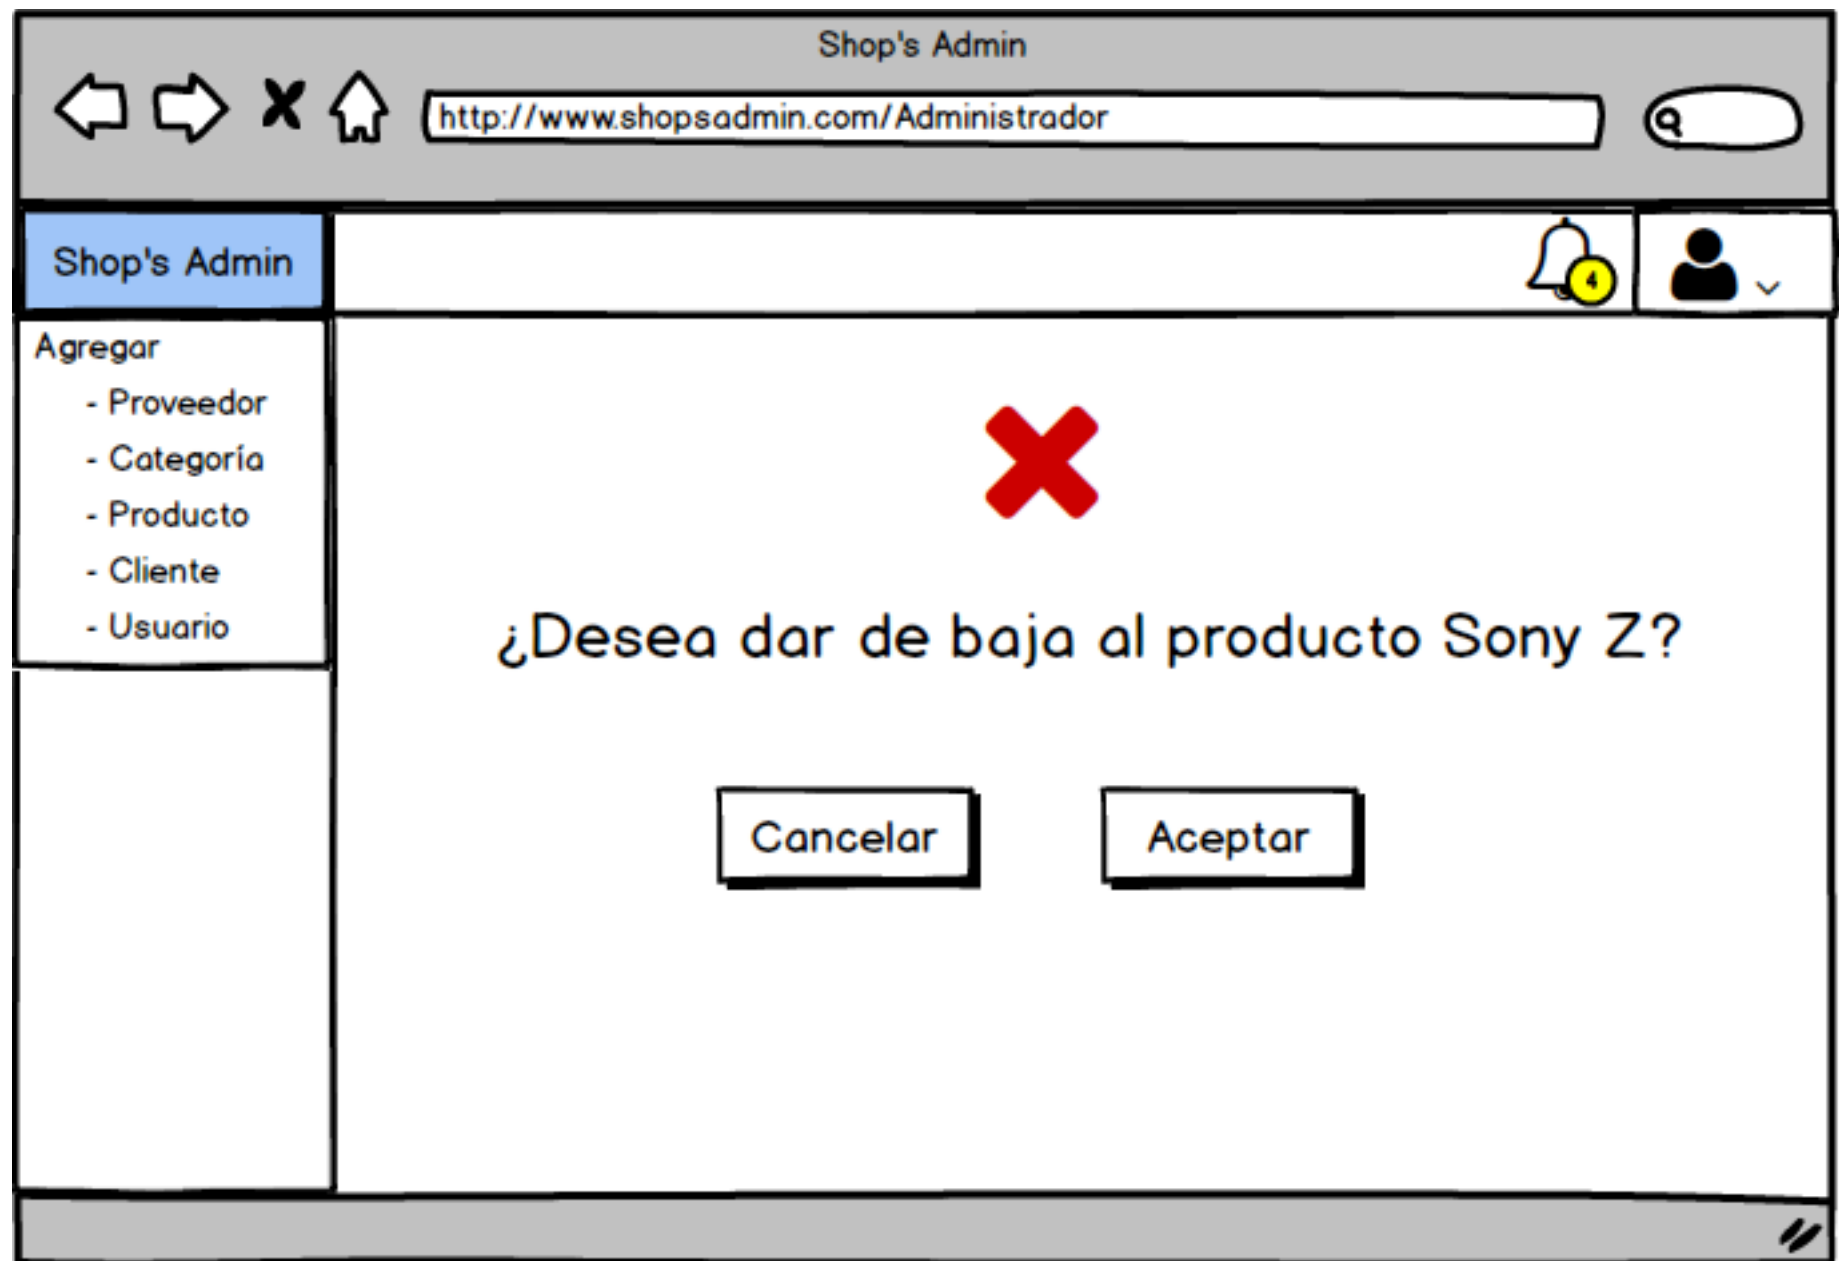 Shop's Admin
http://www.shopsadmin.com/Administrador
Shop's Admin
4
Agregar
- Proveedor
- Categoría
- Producto
- Cliente
- Usuario
¿Desea dar de baja al producto Sony Z?
Cancelar
Aceptar